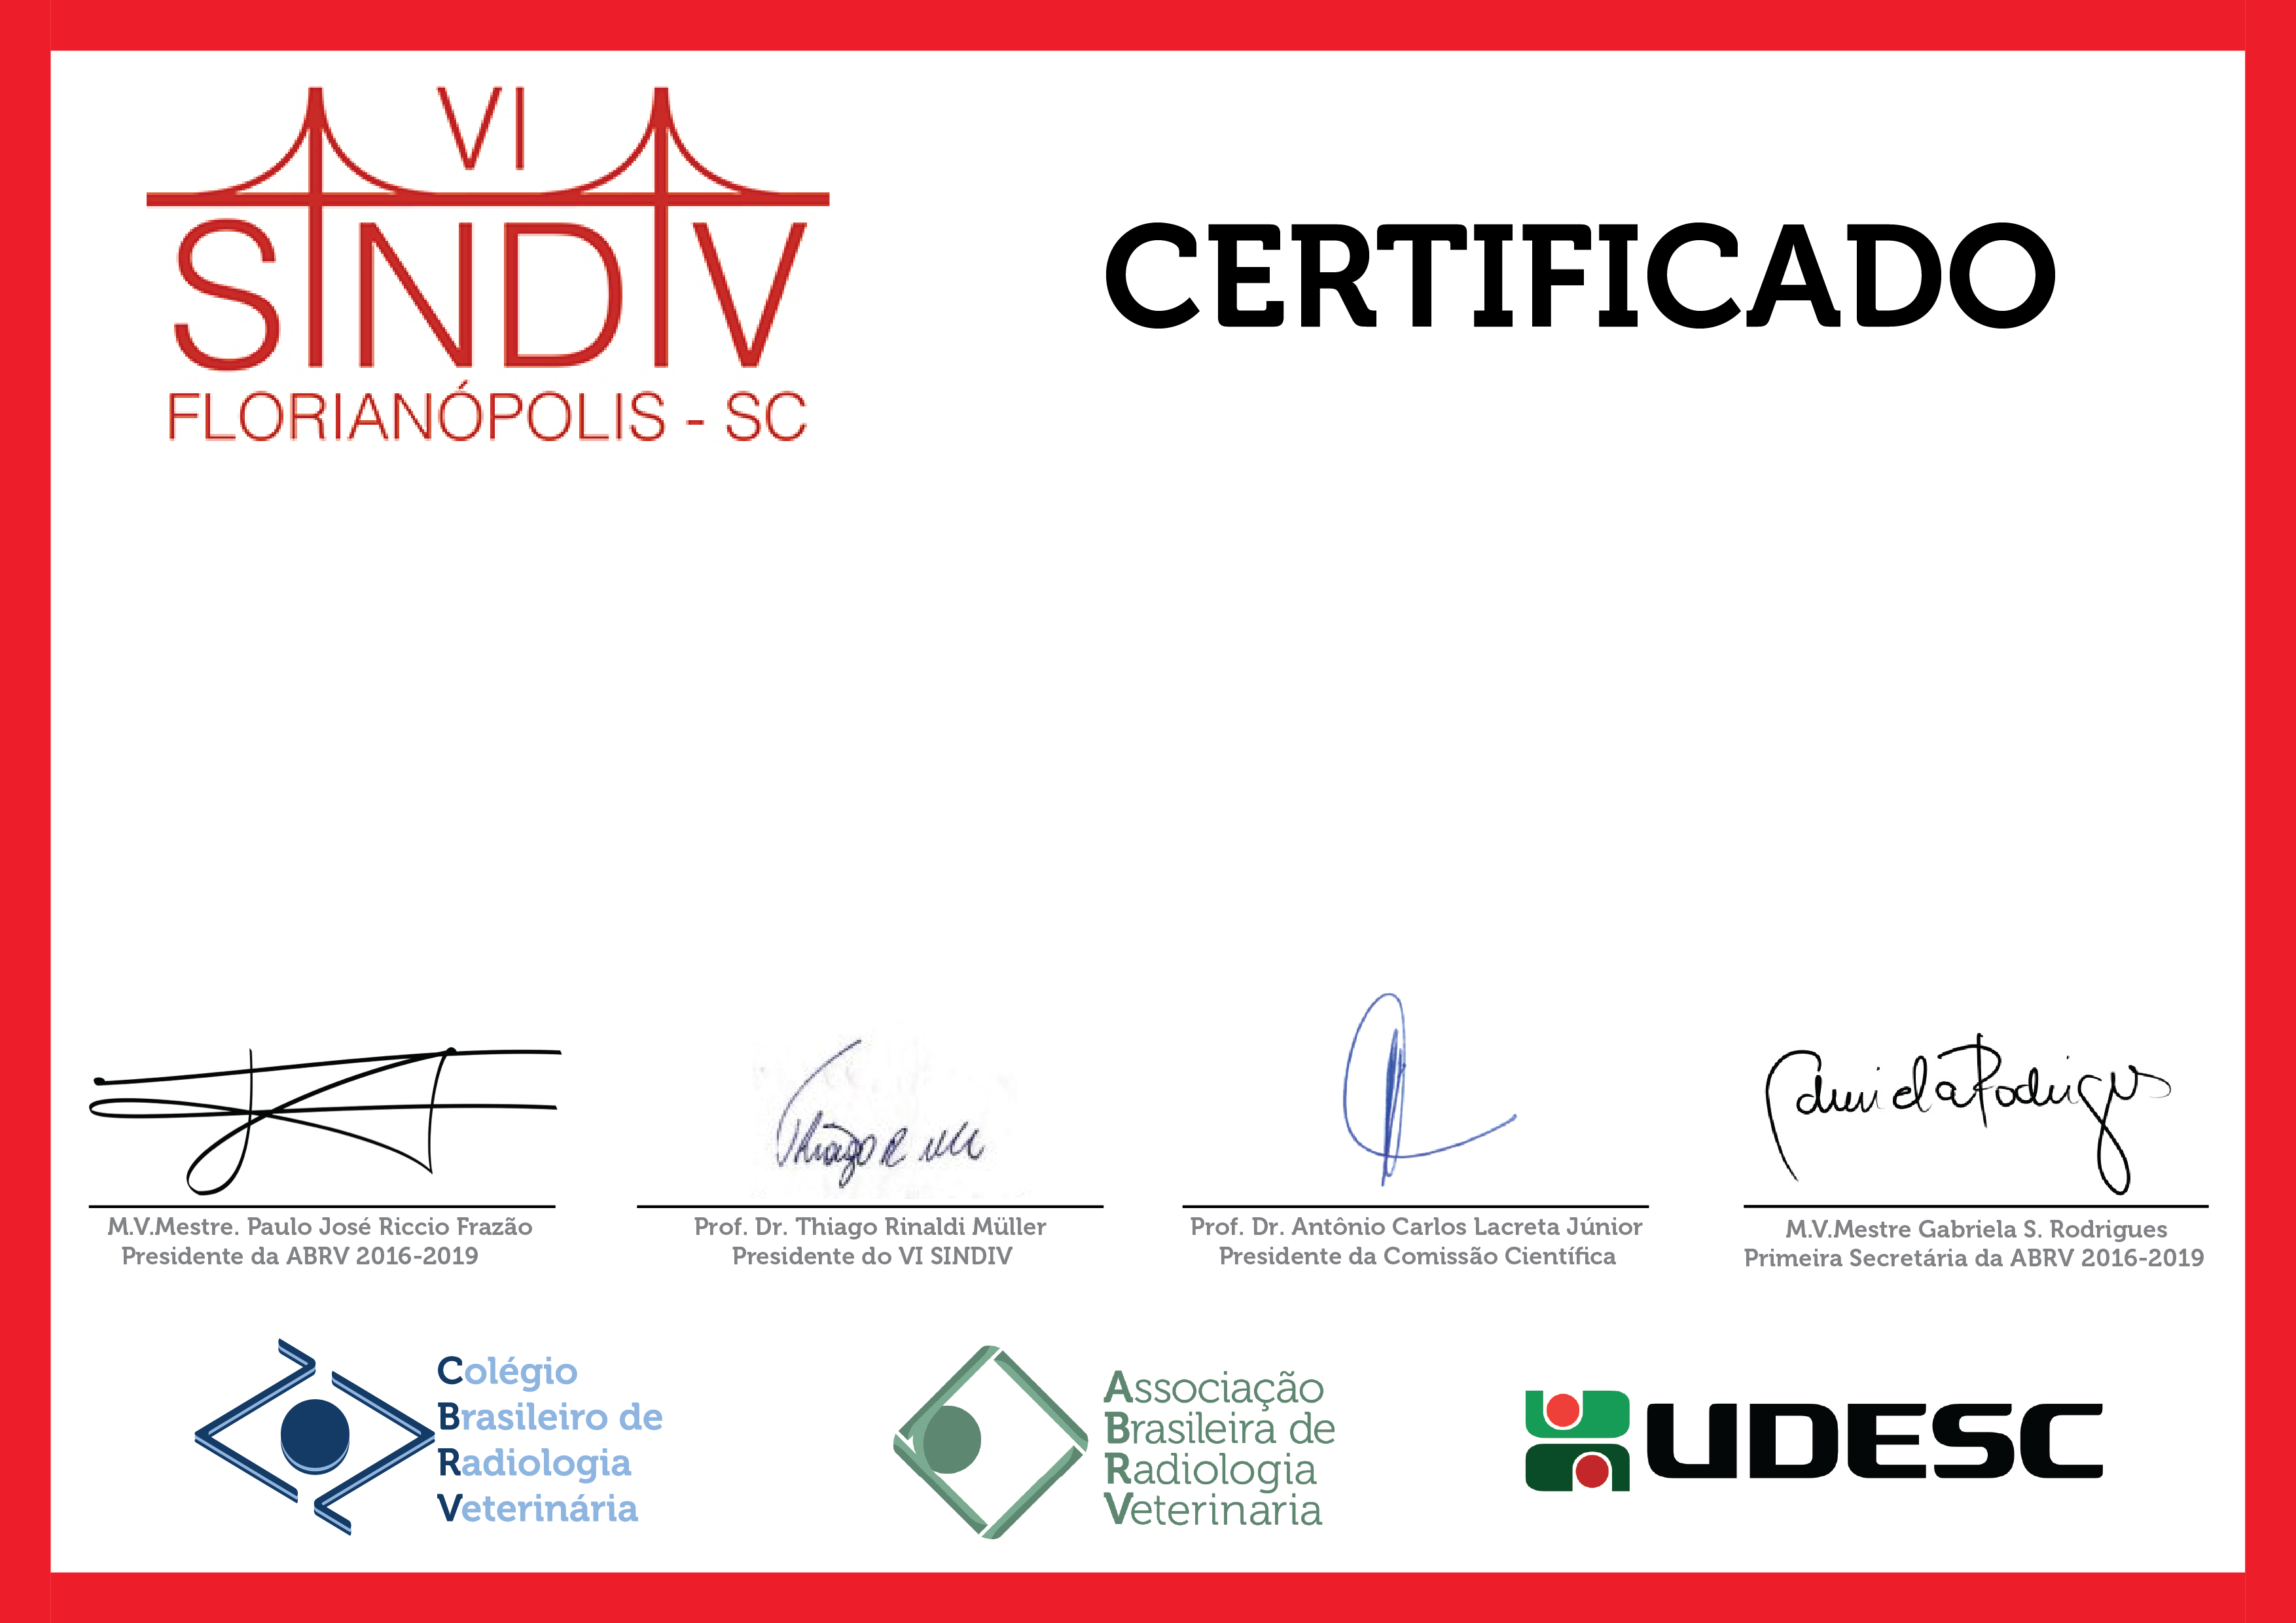 VI
SINDIV
FLORIANÓPOLIS - SC
CERTIFICADO
Thiago R
Rodrigues
M.V.Mestre. Paulo José Riccio Frazão
Presidente da ABRV 2016-2019
Prof. Dr. Thiago Rinaldi Müller
Presidente do VI SINDIV
Prof. Dr. Antônio Carlos Lacreta Júnior
Presidente da Comissão Científica
M.V.Mestre Gabriela S. Rodrigues
Primeira Secretária da ABRV 2016-2019
Colégio
Brasileiro de
Radiologia
Veterinária
Associação
Brasileira de
Radiologia
Veterinaria
UDESC